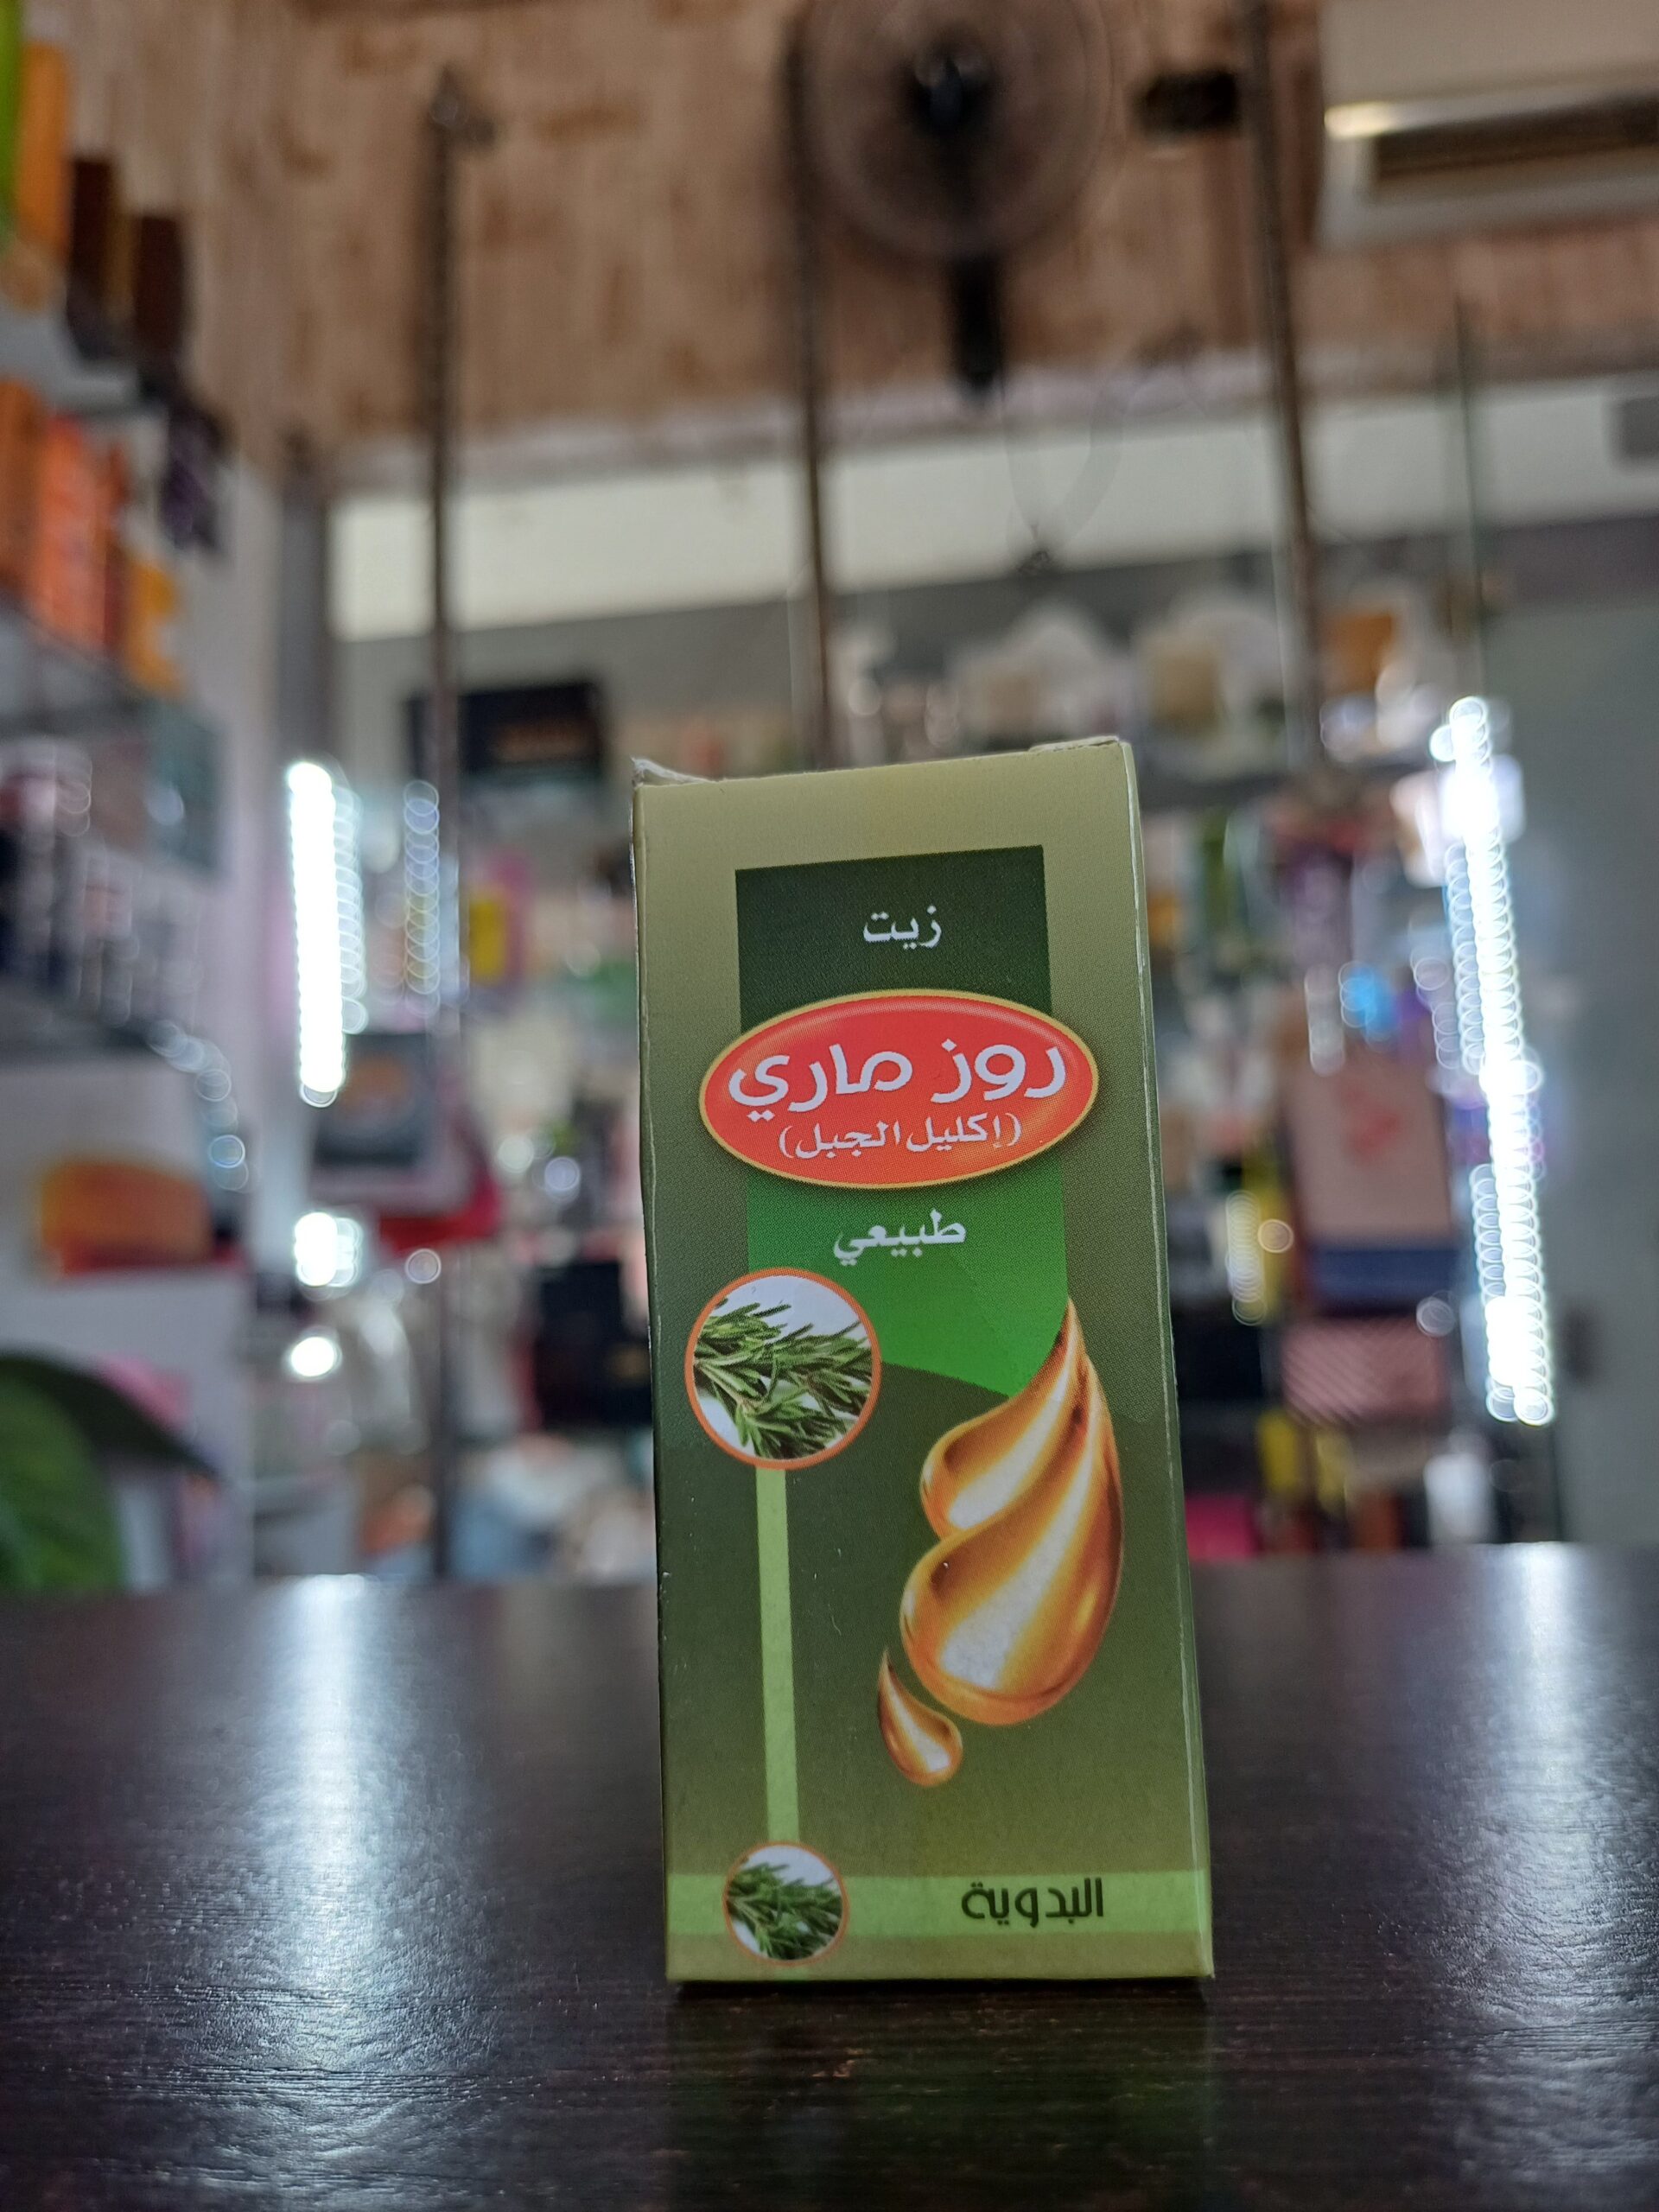 زيت
روز ماري
(إكليل الجبل)
طبيعي
البدوية